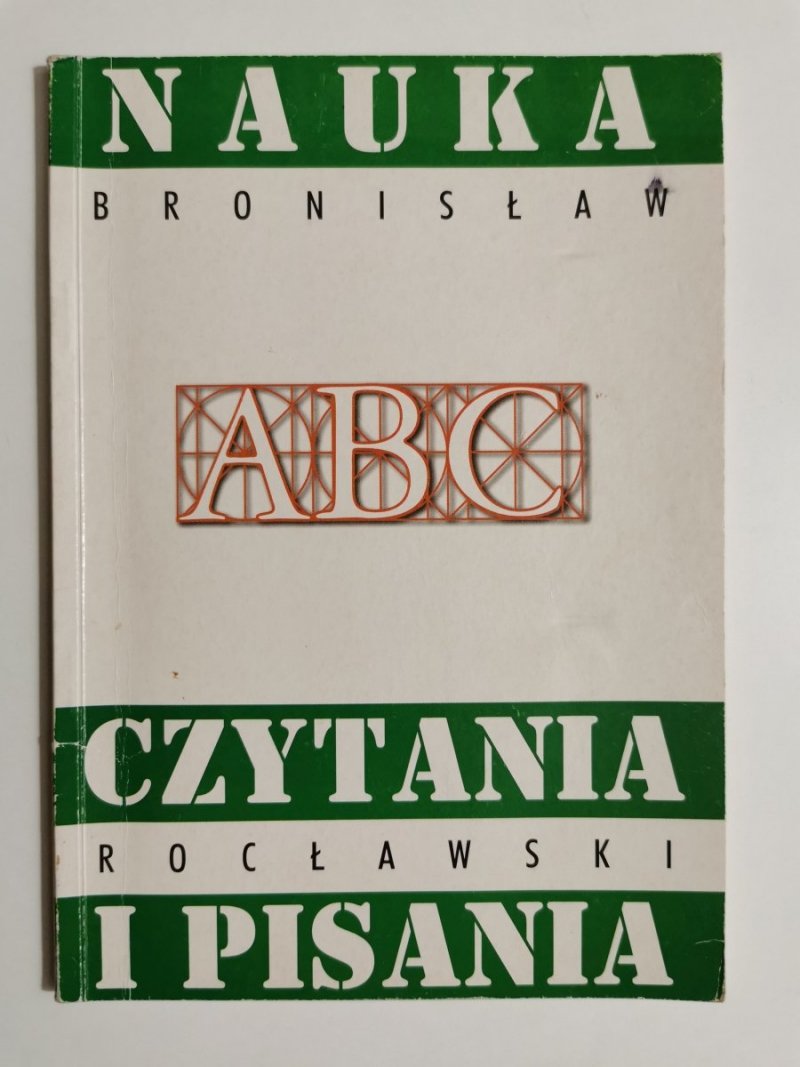 NAUKA
BRONISŁAW
ABC
CZYTANIA
ROCŁAWSKI
I PISANIA